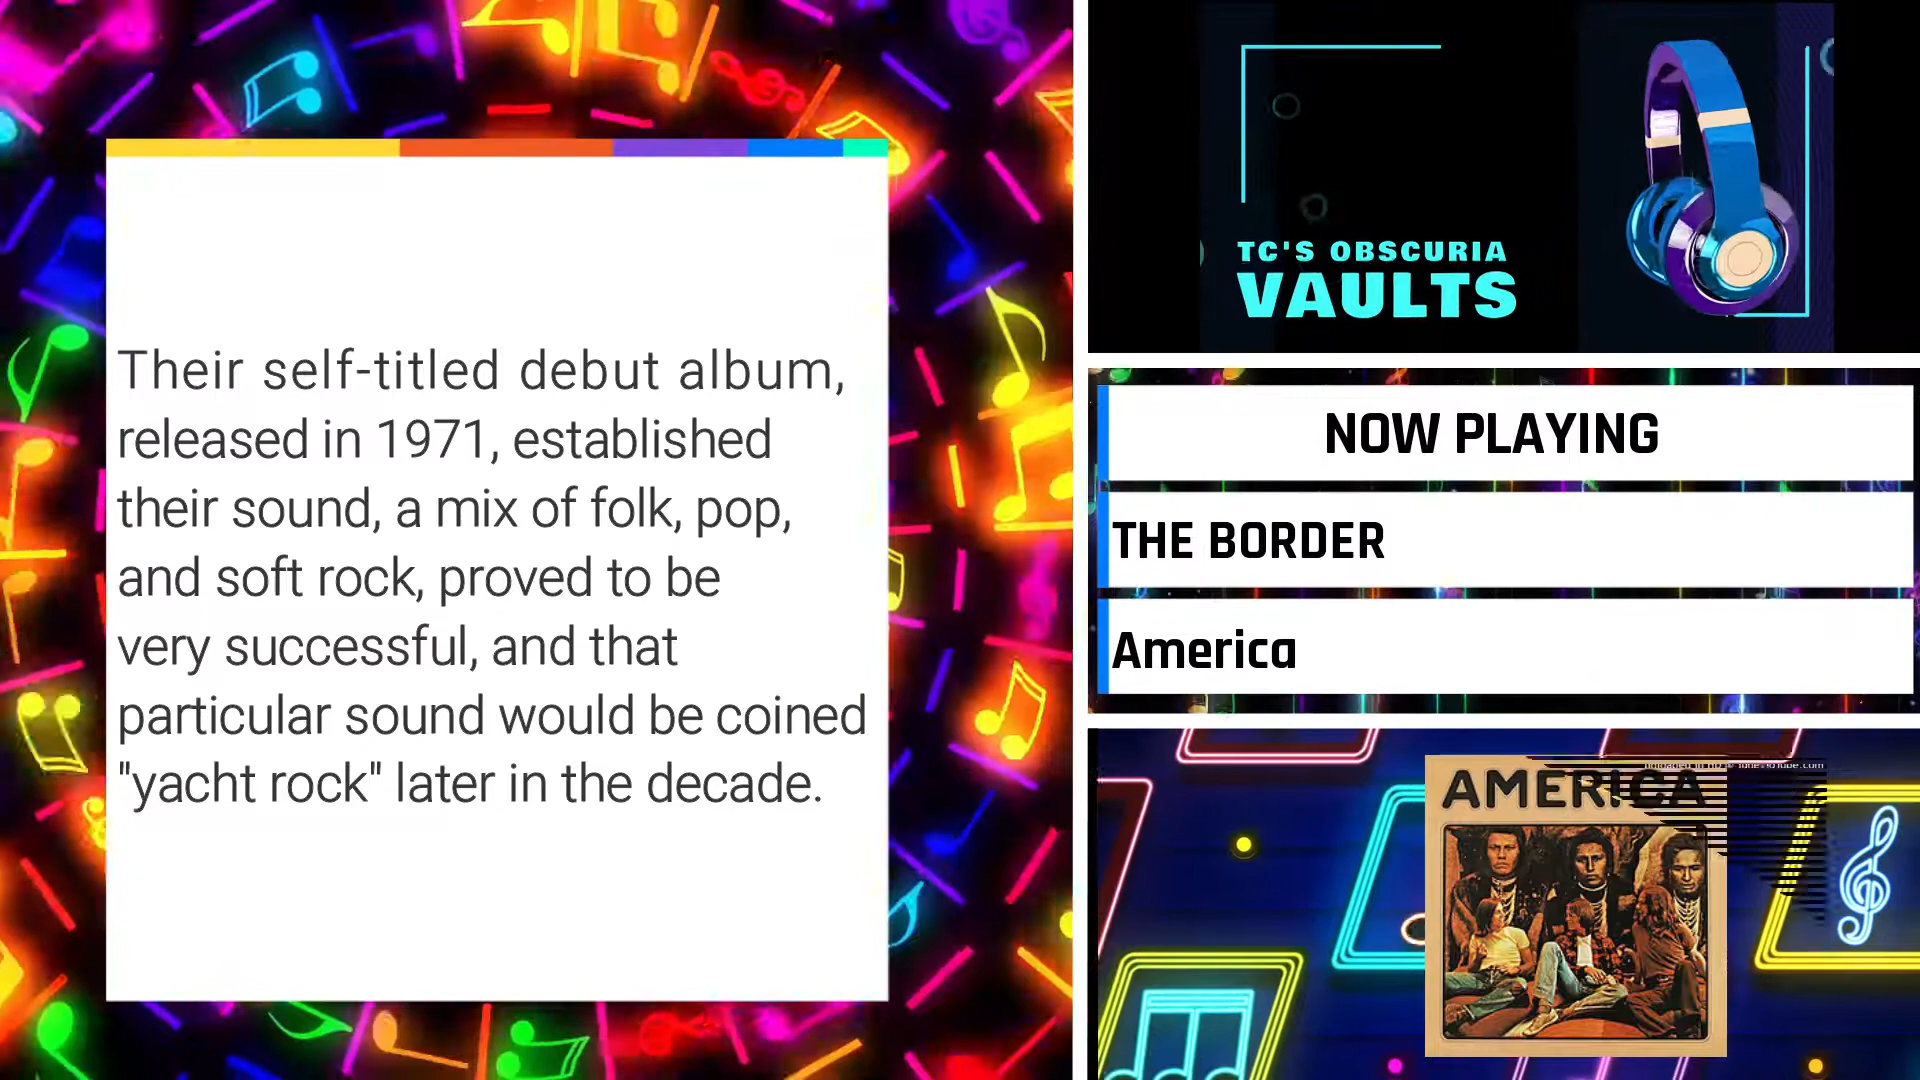 Their self-titled debut album,
released in 1971, established
their sound, a mix of folk, pop,
and soft rock, proved to be
very successful, and that
particular sound would be coined
"yacht rock" later in the decade.
TC'S OBSCURIA
VAULTS
NOW PLAYING
THE BORDER
America
AMERICA